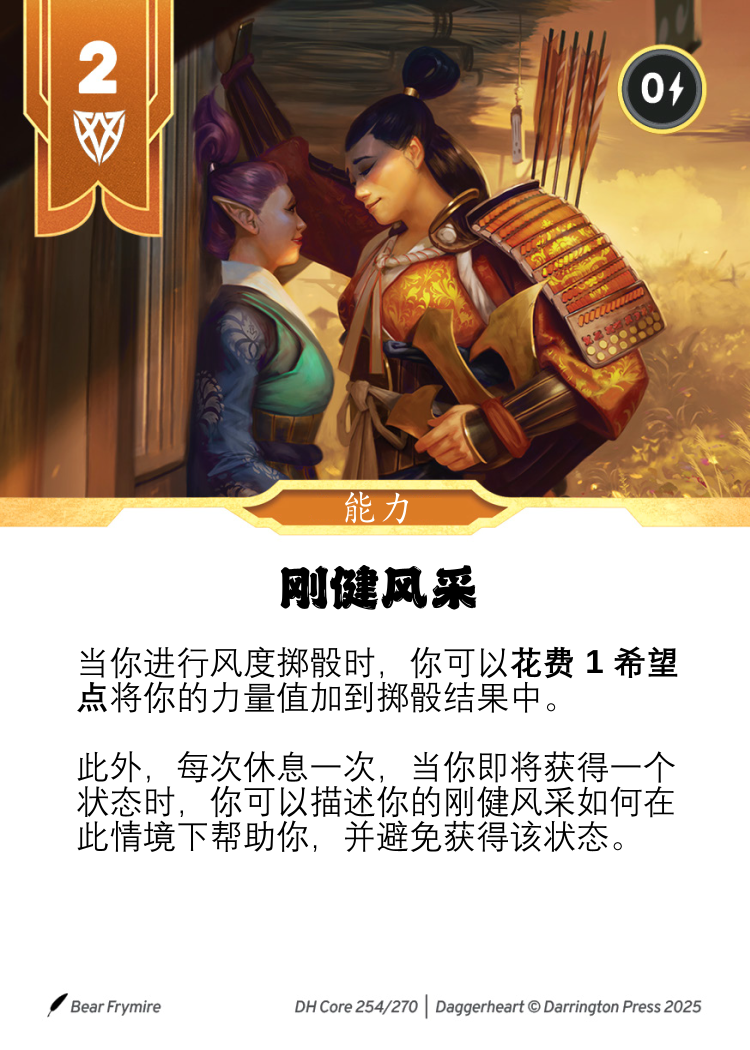 2
0
能力
刚健风采
当你进行风度掷骰时，你可以花费 1 希望
点将你的力量值加到掷骰结果中。
此外，每次休息一次，当你即将获得一个
状态时，你可以描述你的刚健风采如何在
此情境下帮助你，并避免获得该状态。
Bear Frymire
DH Core 254/270 | Daggerheart © Darrington Press 2025